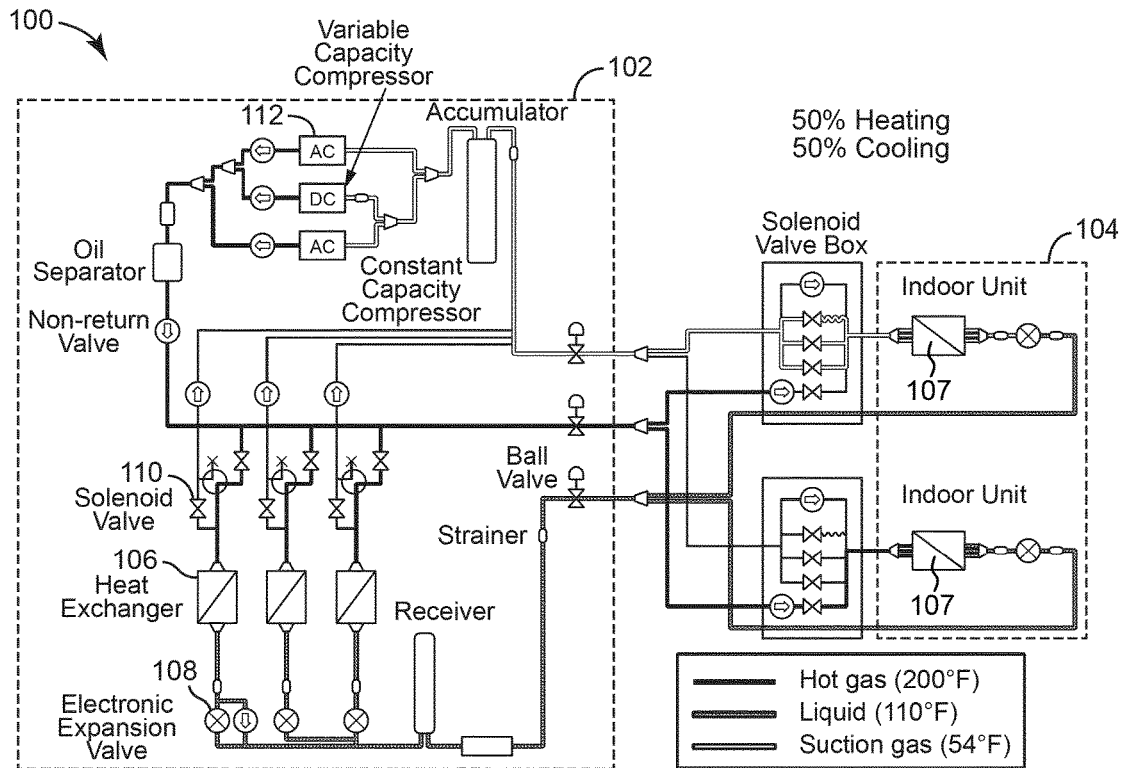 100
Variable
Capacity
Compressor
102
112
Accumulator
AC
DC
AC
50% Heating
50% Cooling
Oil
Separator
Constant
Capacity
Compressor
Solenoid
Valve Box
104
Indoor Unit
107
Non-return
Valve
110
Solenoid
Valve
Ball
Valve
Strainer
Indoor Unit
107
106
Heat
Exchanger
Receiver
108
Electronic
Expansion
Valve
Hot gas (200°F)
Liquid (110°F)
Suction gas (54°F)